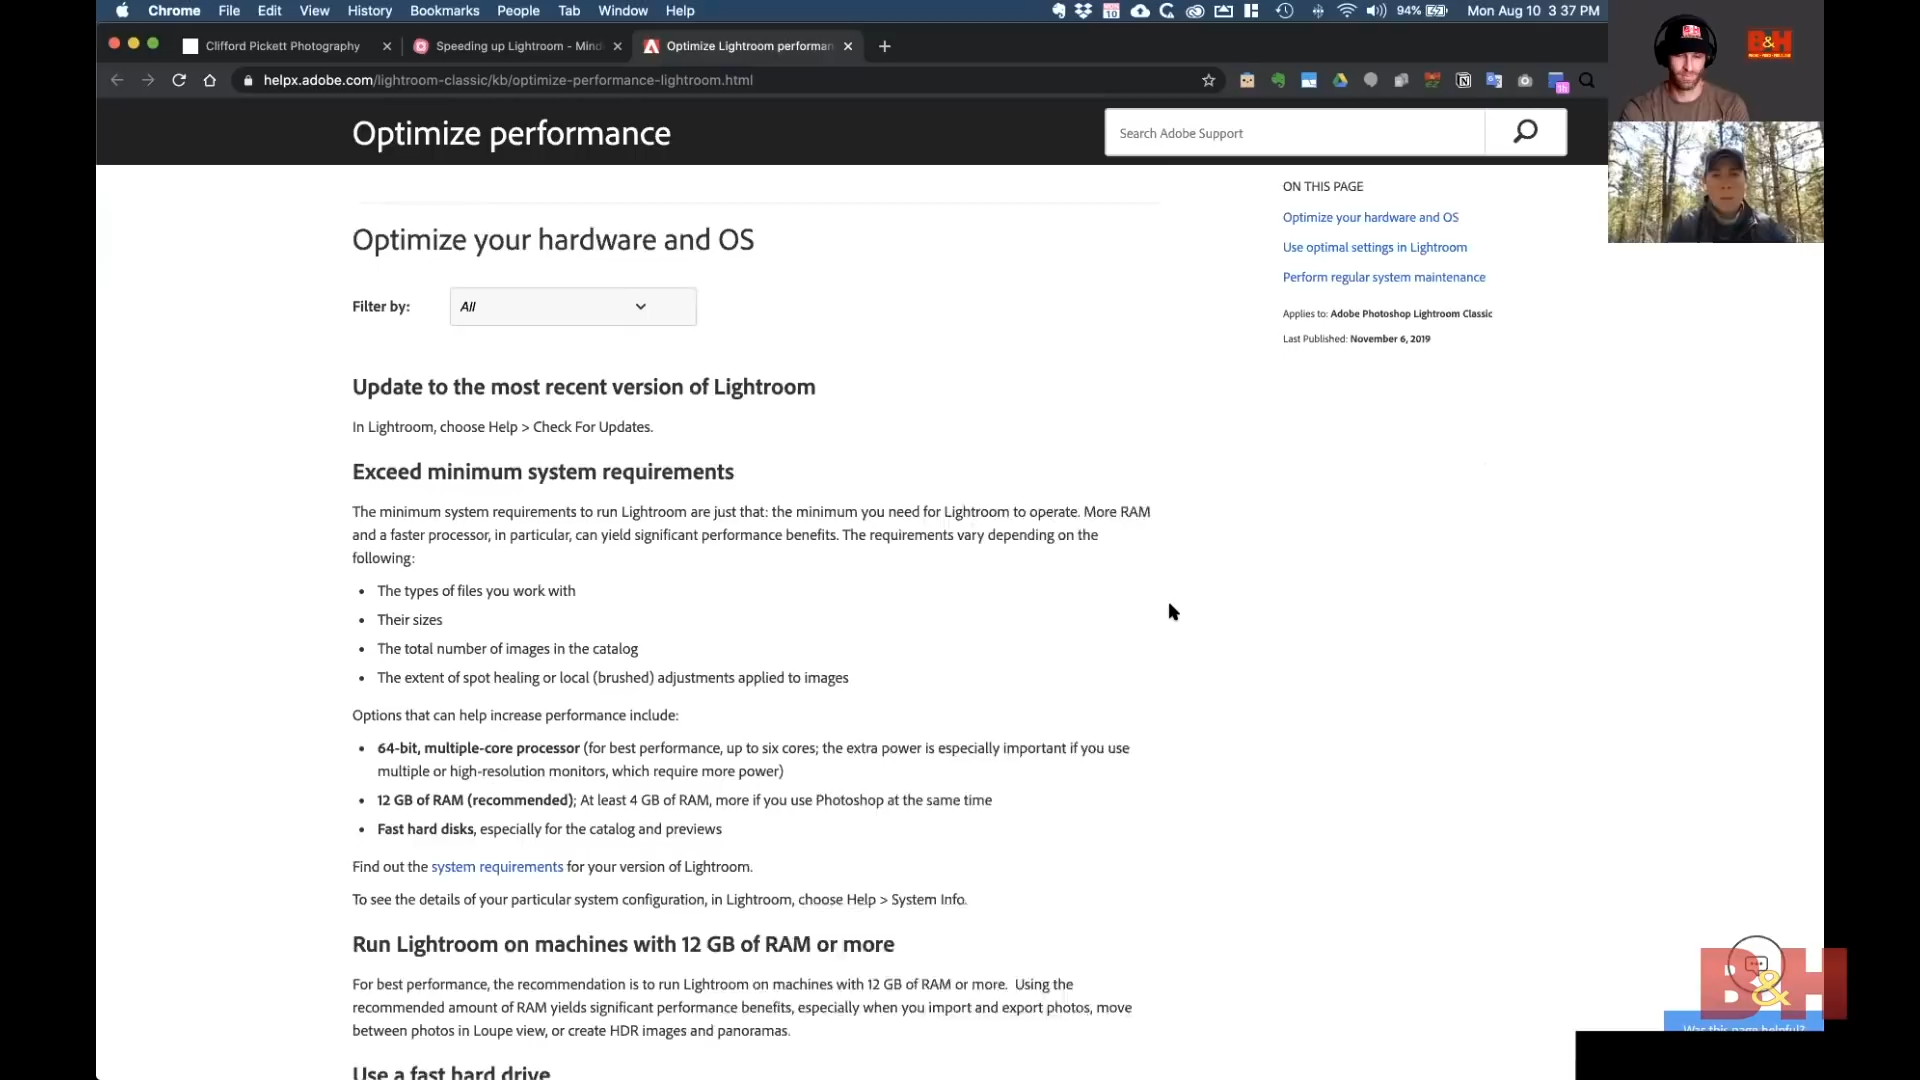 Chrome File Edit View History Bookmarks People Tab Window Help
94%
Mon Aug 10 3 37 PM
Clifford Pickett Photography
Speeding up Lightroom - Mind
Optimize Lightroom performan
helpx.adobe.com/lightroom-classic/kb/optimize-performance-lightroom.html
B&H
Optimize performance
Search Adobe Support
ON THIS PAGE
Optimize your hardware and OS
Use optimal settings in Lightroom
Perform regular system maintenance
Applies to: Adobe Photoshop Lightroom Classic
Last Published: November 6, 2019
Optimize your hardware and OS
Filter by:
All
Update to the most recent version of Lightroom
In Lightroom, choose Help > Check For Updates.
Exceed minimum system requirements
The minimum system requirements to run Lightroom are just that: the minimum you need for Lightroom to operate. More RAM
and a faster processor, in particular, can yield significant performance benefits. The requirements vary depending on the
following:
• The types of files you work with
• Their sizes
• The total number of images in the catalog
• The extent of spot healing or local (brushed) adjustments applied to images
Options that can help increase performance include:
• 64-bit, multiple-core processor (for best performance, up to six cores; the extra power is especially important if you use
multiple or high-resolution monitors, which require more power)
• 12 GB of RAM (recommended); At least 4 GB of RAM, more if you use Photoshop at the same time
• Fast hard disks, especially for the catalog and previews
Find out the system requirements for your version of Lightroom.
To see the details of your particular system configuration, in Lightroom, choose Help > System Info.
Run Lightroom on machines with 12 GB of RAM or more
For best performance, the recommendation is to run Lightroom on machines with 12 GB of RAM or more. Using the
recommended amount of RAM yields significant performance benefits, especially when you import and export photos, move
between photos in Loupe view, or create HDR images and panoramas.
Use a fast hard drive
B&H
Was this page helpful?